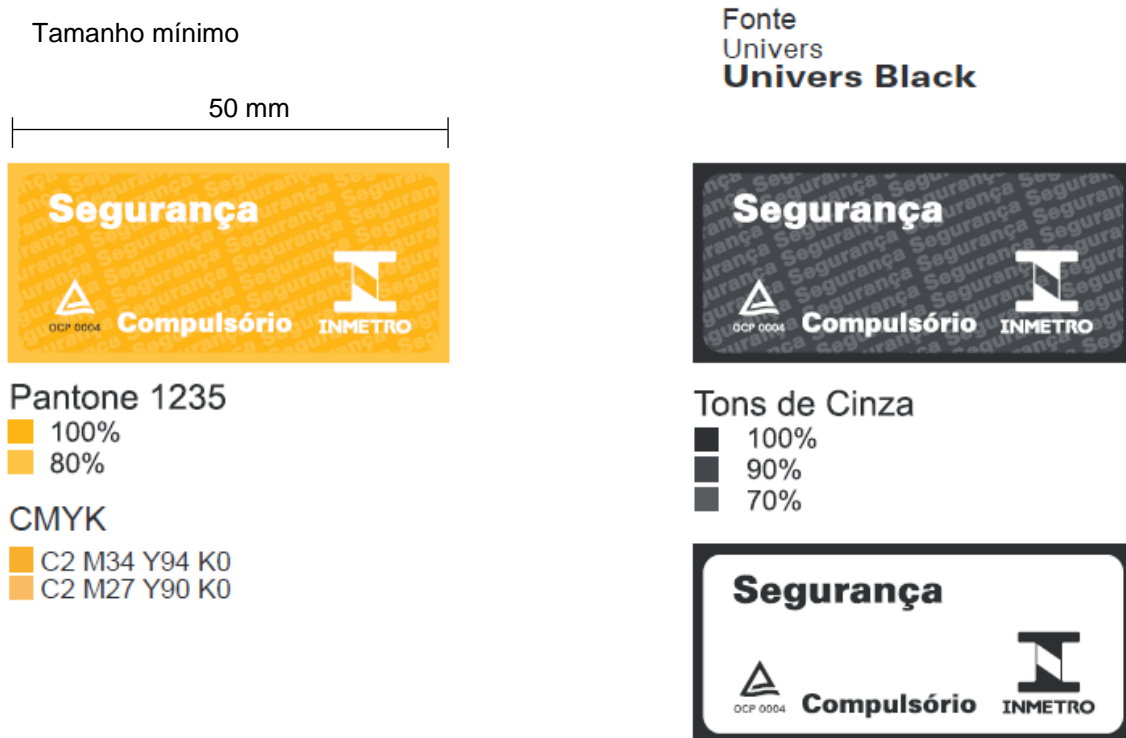 Tamanho mínimo
50 mm
Segurança
OCP 0004
Compulsório
INMETRO
Pantone 1235
100%
80%
CMYK
C2 M34 Y94 K0
C2 M27 Y90 K0
Fonte
Univers
Univers Black
Segurança
OCP 0004
Compulsório
INMETRO
Tons de Cinza
100%
90%
70%
Segurança
OCP 0004
Compulsório
INMETRO